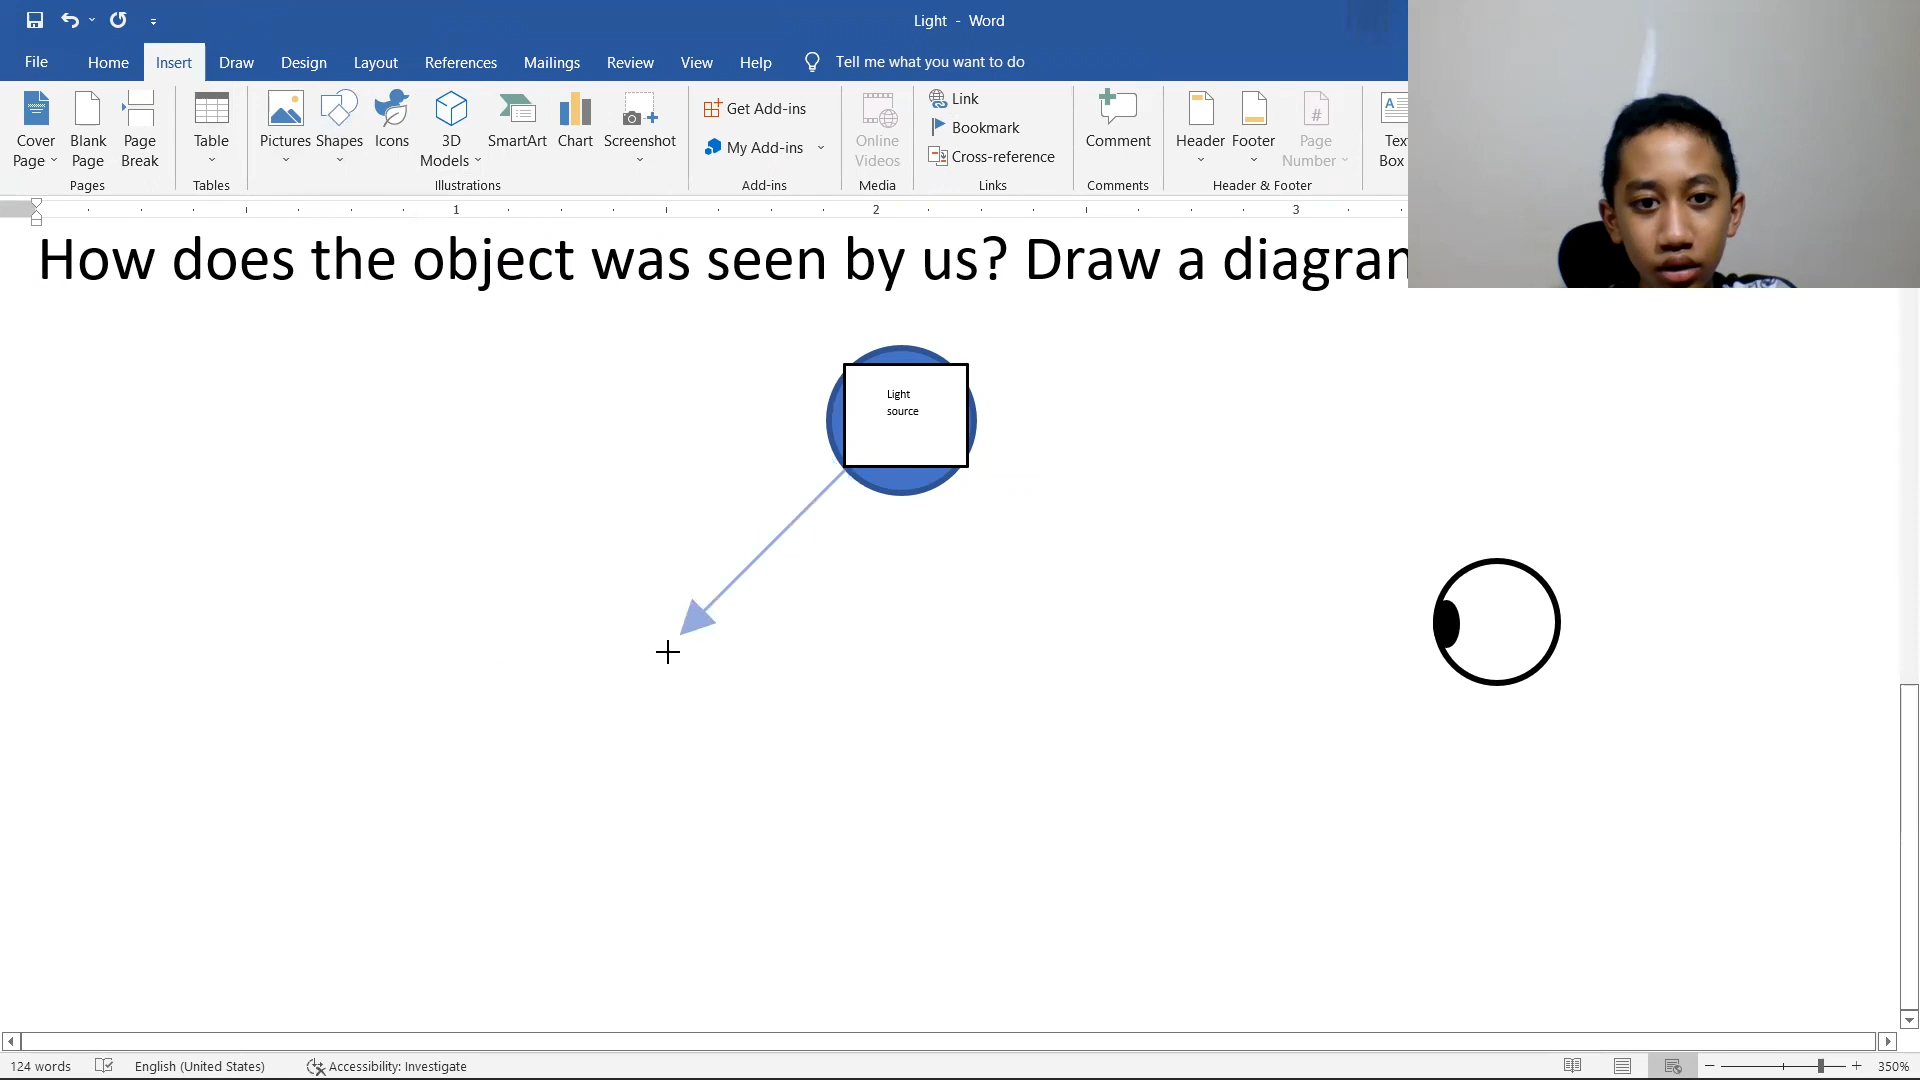 Light - Word
File Home Insert Draw Design Layout References Mailings Review View Help Tell me what you want to do
Cover Page
Blank Page
Page Break
Pages
Table
Tables
Pictures
Shapes
Icons
3D Models
SmartArt
Chart
Screenshot
Illustrations
Get Add-ins
My Add-ins
Add-ins
Online Videos
Media
Link
Bookmark
Cross-reference
Links
Comment
Comments
Header
Footer
Page Number
Header & Footer
Text Box
1 2 3
How does the object was seen by us? Draw a diagram
Light
source
124 words English (United States) Accessibility: Investigate 350%